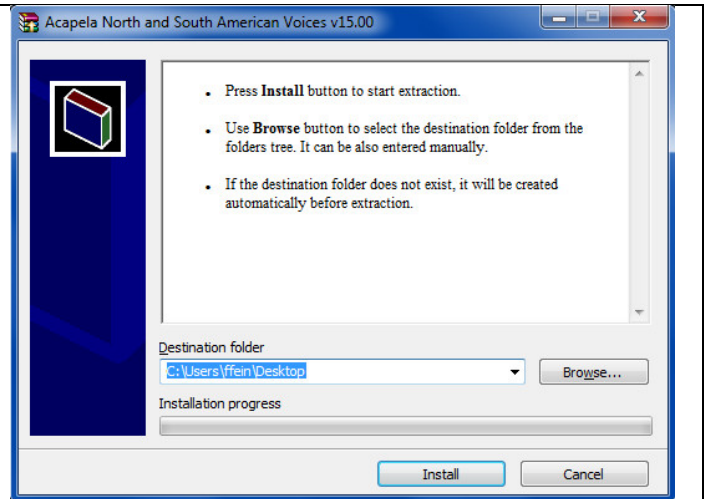 Acapela North and South American Voices v15.00
• Press Install button to start extraction.
• Use Browse button to select the destination folder from the
folders tree. It can be also entered manually.
• If the destination folder does not exist, it will be created
automatically before extraction.
Destination folder
C:\Users\ffein\Desktop
Browse...
Installation progress
Install
Cancel